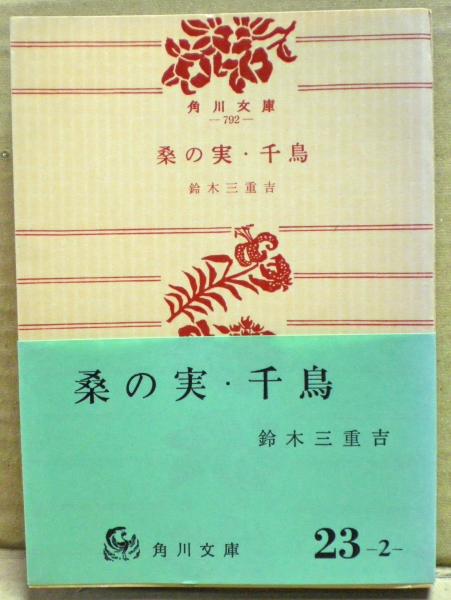 角川文庫
—792—
桑の実・千鳥
鈴木三重吉
桑の実・千鳥
鈴木三重吉
角川文庫
23-2-